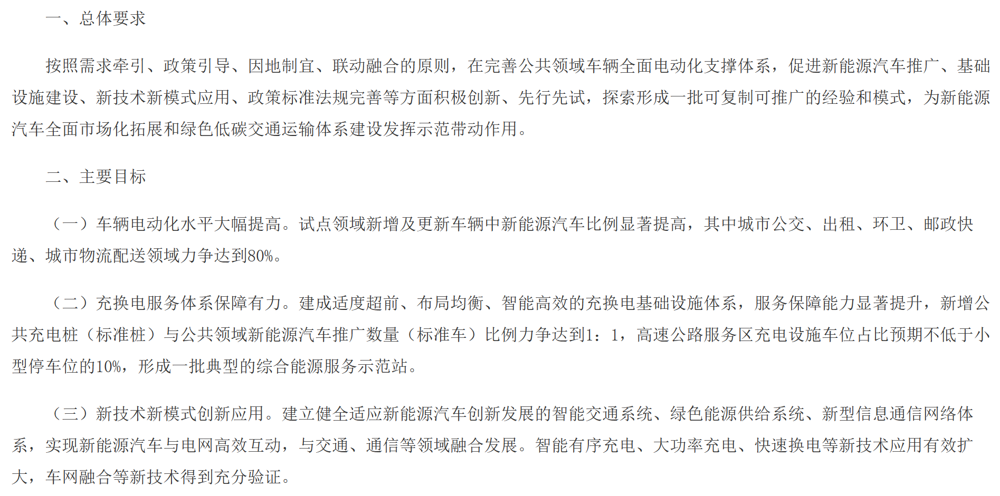 一、总体要求
按照需求牵引、政策引导、因地制宜、联动融合的原则，在完善公共领域车辆全面电动化支撑体系，促进新能源汽车推广、基础
设施建设、新技术新模式应用、政策标准法规完善等方面积极创新、先行先试，探索形成一批可复制可推广的经验和模式，为新能源
汽车全面市场化拓展和绿色低碳交通运输体系建设发挥示范带动作用。
二、主要目标
（一）车辆电动化水平大幅提高。试点领域新增及更新车辆中新能源汽车比例显著提高，其中城市公交、出租、环卫、邮政快
递、城市物流配送领域力争达到80%。
（二）充换电服务体系保障有力。建成适度超前、布局均衡、智能高效的充换电基础设施体系，服务保障能力显著提升，新增公
共充电桩（标准桩）与公共领域新能源汽车推广数量（标准车）比例力争达到1：1，高速公路服务区充电设施车位占比预期不低于小
型停车位的10%，形成一批典型的综合能源服务示范站。
（三）新技术新模式创新应用。建立健全适应新能源汽车创新发展的智能交通系统、绿色能源供给系统、新型信息通信网络体
系，实现新能源汽车与电网高效互动，与交通、通信等领域融合发展。智能有序充电、大功率充电、快速换电等新技术应用有效扩
大，车网融合等新技术得到充分验证。